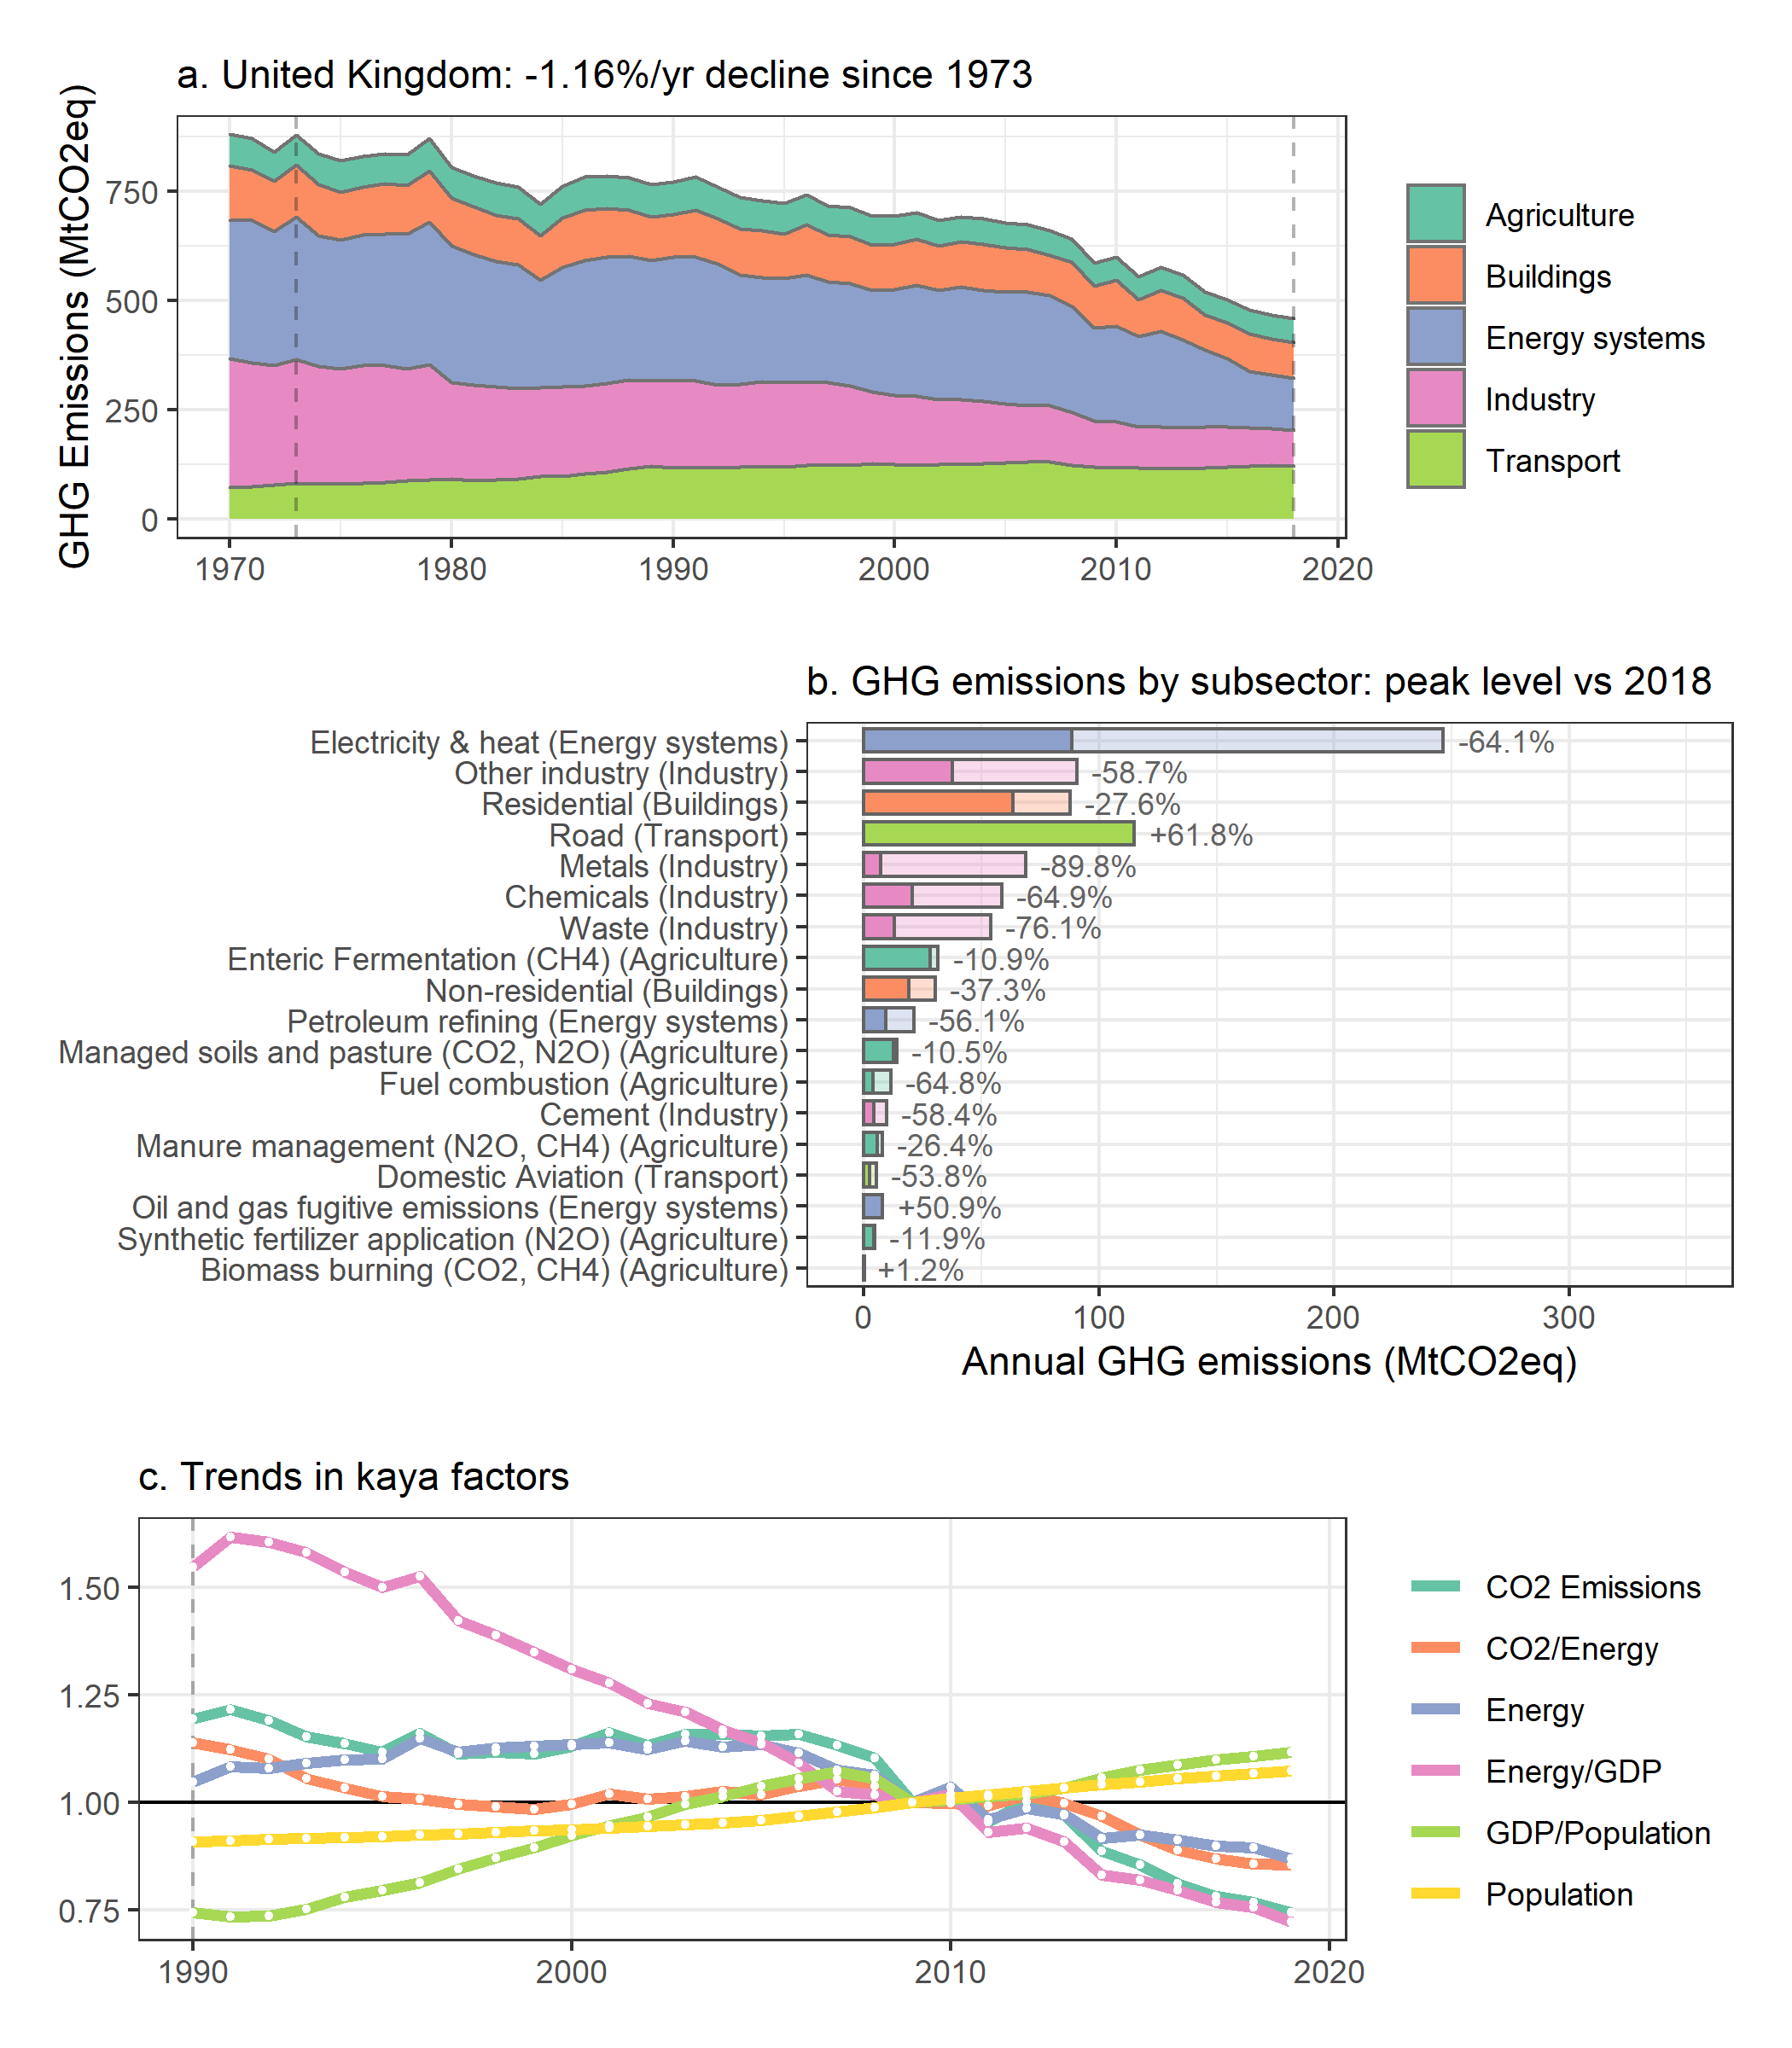 a. United Kingdom: -1.16%/yr decline since 1973
GHG Emissions (MtCO2eq)
750
500
250
0
1970
1980
1990
2000
2010
2020
Agriculture
Buildings
Energy systems
Industry
Transport
b. GHG emissions by subsector: peak level vs 2018
Electricity & heat (Energy systems) -64.1%
Other industry (Industry) -58.7%
Residential (Buildings) -27.6%
Road (Transport) +61.8%
Metals (Industry) -89.8%
Chemicals (Industry) -64.9%
Waste (Industry) -76.1%
Enteric Fermentation (CH4) (Agriculture) -10.9%
Non-residential (Buildings) -37.3%
Petroleum refining (Energy systems) -56.1%
Managed soils and pasture (CO2, N2O) (Agriculture) -10.5%
Fuel combustion (Agriculture) -64.8%
Cement (Industry) -58.4%
Manure management (N2O, CH4) (Agriculture) -26.4%
Domestic Aviation (Transport) -53.8%
Oil and gas fugitive emissions (Energy systems) +50.9%
Synthetic fertilizer application (N2O) (Agriculture) -11.9%
Biomass burning (CO2, CH4) (Agriculture) +1.2%
0
100
200
300
Annual GHG emissions (MtCO2eq)
c. Trends in kaya factors
1.50
1.25
1.00
0.75
1990
2000
2010
2020
CO2 Emissions
CO2/Energy
Energy
Energy/GDP
GDP/Population
Population